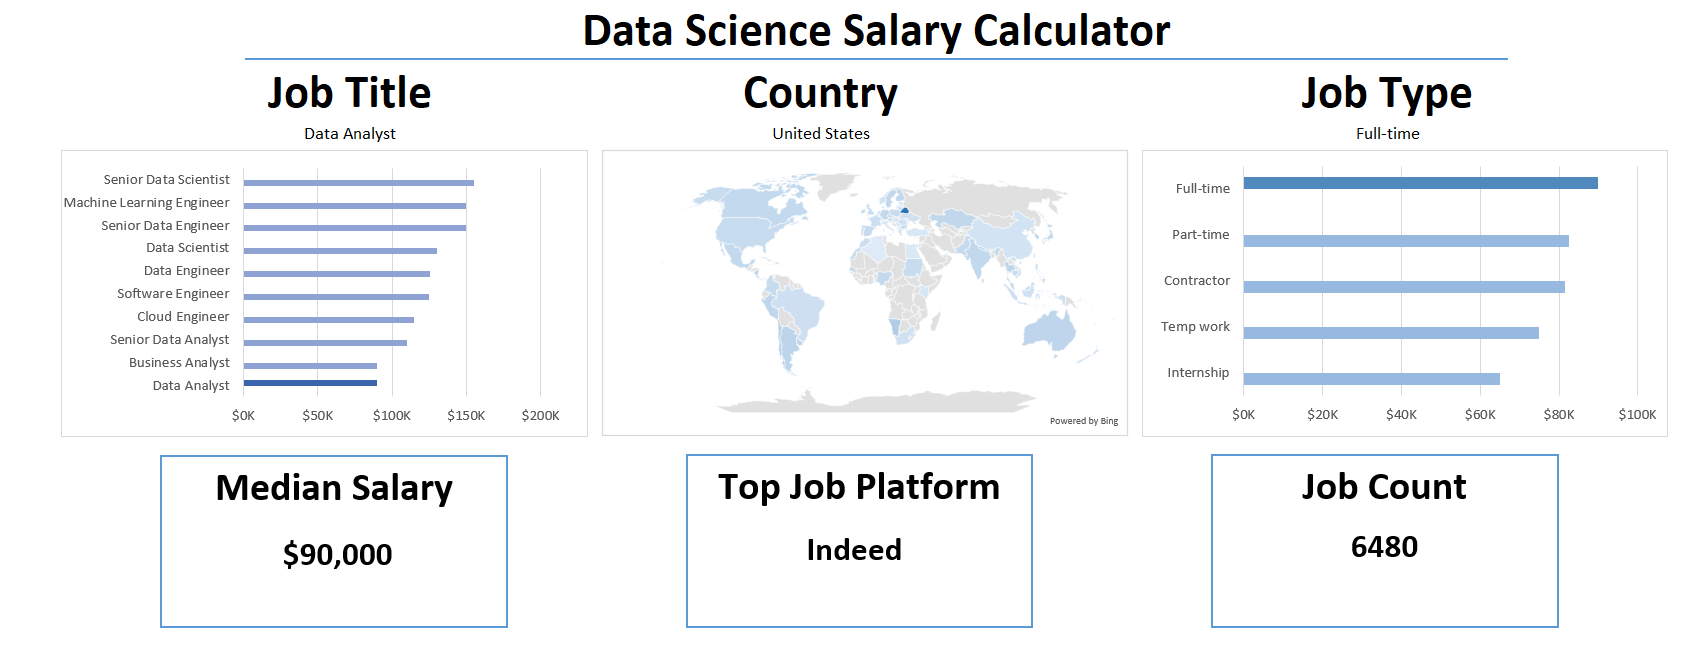 Data Science Salary Calculator
Job Title
Data Analyst
Country
United States
Job Type
Full-time
Senior Data Scientist
Machine Learning Engineer
Senior Data Engineer
Data Scientist
Data Engineer
Software Engineer
Cloud Engineer
Senior Data Analyst
Business Analyst
Data Analyst
$0K $50K $100K $150K $200K
Powered by Bing
Full-time
Part-time
Contractor
Temp work
Internship
$0K $20K $40K $60K $80K $100K
Median Salary
$90,000
Top Job Platform
Indeed
Job Count
6480